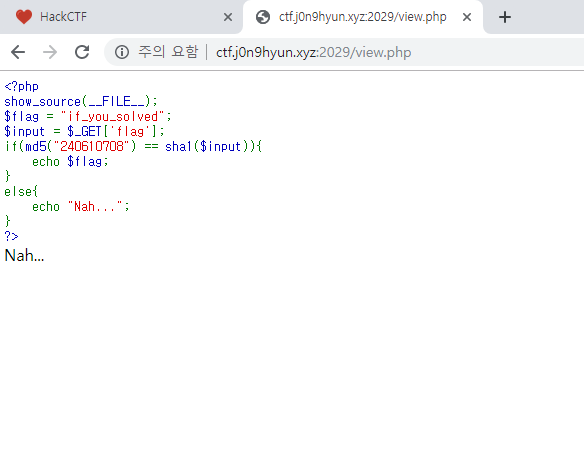 HackCTF
ctf.j0n9hyun.xyz:2029/view.php
주의 요함 | ctf.j0n9hyun.xyz:2029/view.php
<?php
show_source(__FILE__);
$flag = "if_you_solved";
$input = $_GET['flag'];
if(md5("240610708") == sha1($input)){
    echo $flag;
}
else{
    echo "Nah...";
}
?>
Nah...